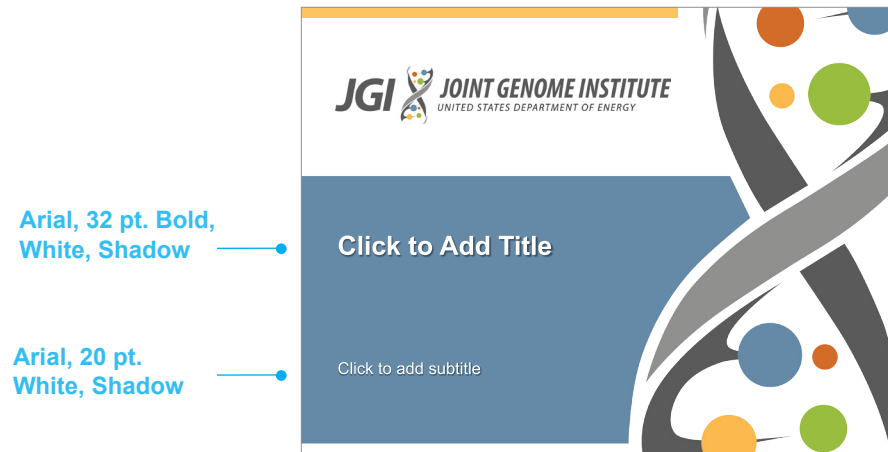 JGI JOINT GENOME INSTITUTE
UNITED STATES DEPARTMENT OF ENERGY
Arial, 32 pt. Bold,
White, Shadow
Click to Add Title
Arial, 20 pt.
White, Shadow
Click to add subtitle